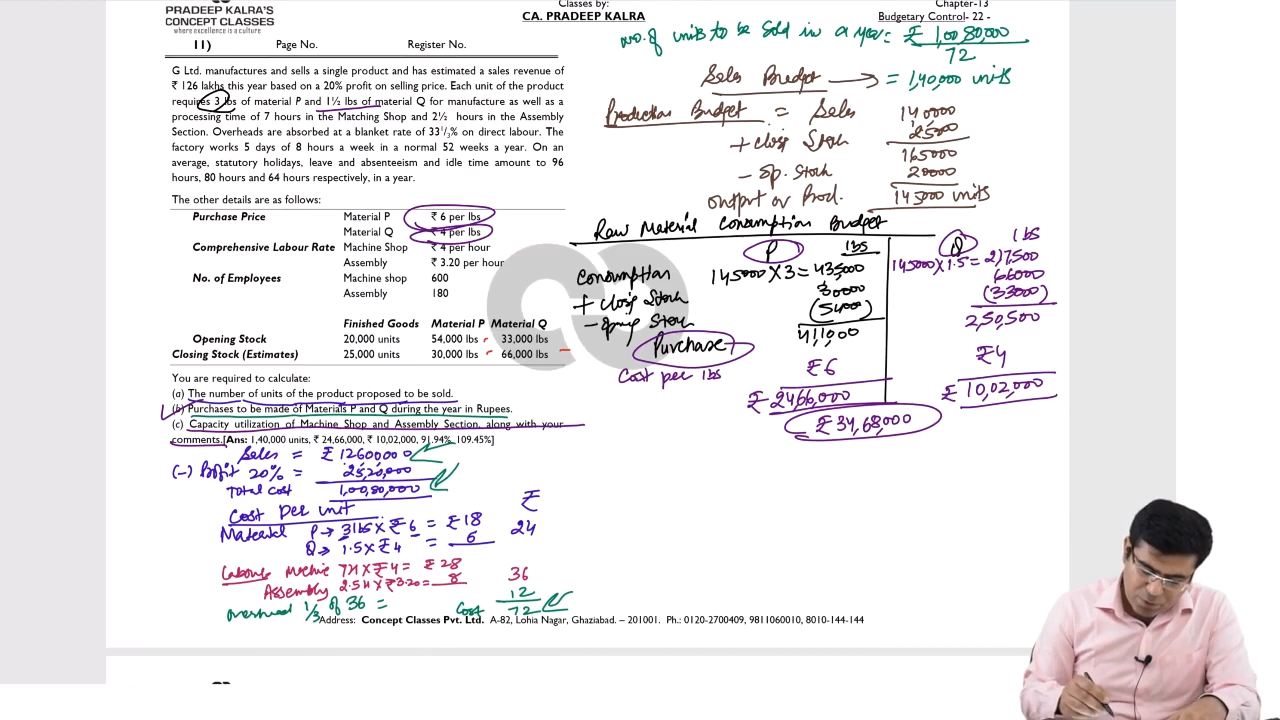 PRADEEP KALRA'S
CONCEPT CLASSES
where excellence is a culture
Classes by:
CA. PRADEEP KALRA
Chapter-13
Budgetary Control- 22 -
11) Page No. Register No.
G Ltd. manufactures and sells a single product and has estimated a sales revenue of
₹ 126 lakhs this year based on a 20% profit on selling price. Each unit of the product
requires 3 lbs of material P and 1½ lbs of material Q for manufacture as well as a
processing time of 7 hours in the Matching Shop and 2½ hours in the Assembly
Section. Overheads are absorbed at a blanket rate of 33¹/₃% on direct labour. The
factory works 5 days of 8 hours a week in a normal 52 weeks a year. On an
average, statutory holidays, leave and absenteeism and idle time amount to 96
hours, 80 hours and 64 hours respectively, in a year.
The other details are as follows:
Purchase Price Material P ₹ 6 per lbs
Material Q ₹ 4 per lbs
Comprehensive Labour Rate Machine Shop ₹ 4 per hour
Assembly ₹ 3.20 per hour
No. of Employees Machine shop 600
Assembly 180
Finished Goods Material P Material Q
Opening Stock 20,000 units 54,000 lbs 33,000 lbs
Closing Stock (Estimates) 25,000 units 30,000 lbs 66,000 lbs
You are required to calculate:
(a) The number of units of the product proposed to be sold.
(b) Purchases to be made of Materials P and Q during the year in Rupees.
(c) Capacity utilization of Machine Shop and Assembly Section, along with your
comments.[Ans: 1,40,000 units, ₹ 24,66,000, ₹ 10,02,000, 91.94% 109.45%]
Sales = ₹ 12600000
(-) Profit 20% = 25,20,000
Total cost 1,00,80,000
Cost Per unit ₹
Material P → 3lbs x ₹ 6 = ₹ 18
Q → 1.5 x ₹ 4 = 6 24
Labour Machine 7H x ₹ 4 = ₹ 28
Assembly 2.5H x ₹ 3.20 = 8 36
overhead 1/3 of 36 = 12
Cost 72
no. of units to be sold in a year = ₹ 1,00,80,000
72
Sales Budget → = 1,40,000 units
Production Budget = Sales 140000
+ closing Stock 25000
165000
- Op. Stock 20000
output or Prod. 145000 units
Raw Material Consumption Budget
P lbs Q lbs
Consumption 145000 X 3 = 435000 145000 X 1.5 = 217,500
+ closing Stock 30000 66000
- Opening Stock (54000) (33000)
Purchase 411000 2,50,500
Cost per lbs ₹6 ₹4
₹ 2466,000 ₹ 10,02,000
₹ 34,68,000
Address: Concept Classes Pvt. Ltd. A-82, Lohia Nagar, Ghaziabad. – 201001. Ph.: 0120-2700409, 9811060010, 8010-144-144